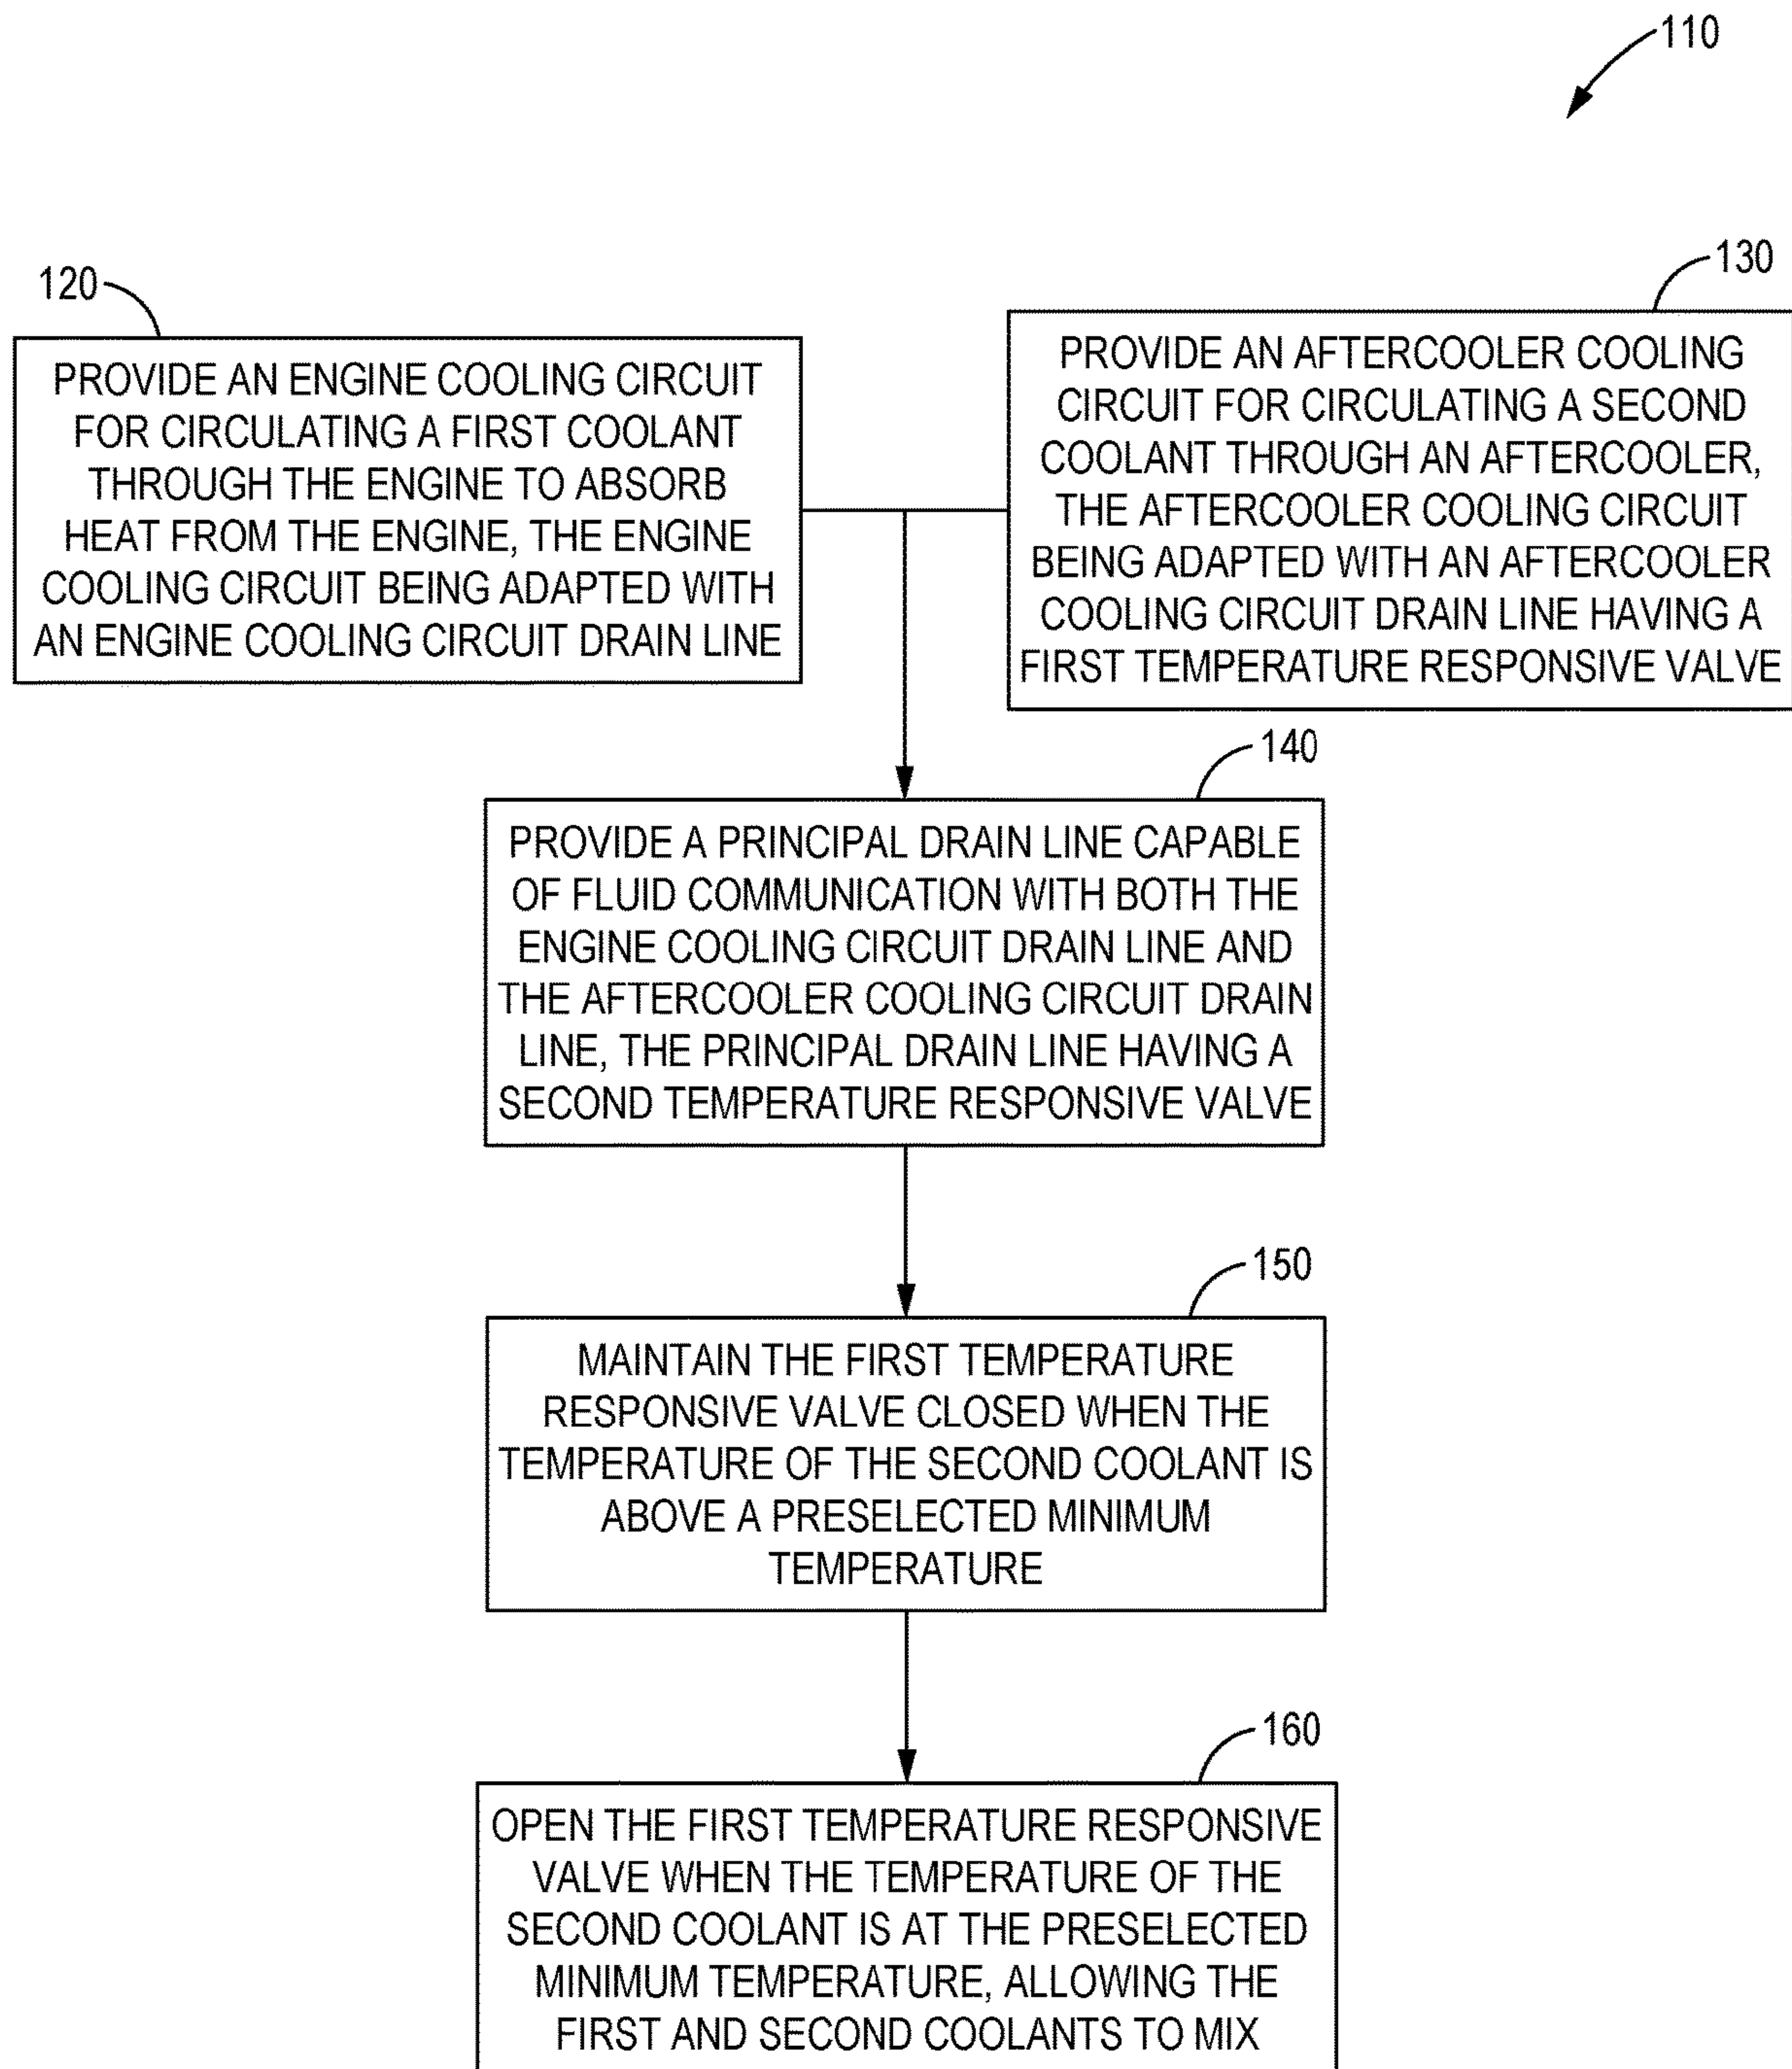 110
120
PROVIDE AN ENGINE COOLING CIRCUIT
FOR CIRCULATING A FIRST COOLANT
THROUGH THE ENGINE TO ABSORB
HEAT FROM THE ENGINE, THE ENGINE
COOLING CIRCUIT BEING ADAPTED WITH
AN ENGINE COOLING CIRCUIT DRAIN LINE
130
PROVIDE AN AFTERCOOLER COOLING
CIRCUIT FOR CIRCULATING A SECOND
COOLANT THROUGH AN AFTERCOOLER,
THE AFTERCOOLER COOLING CIRCUIT
BEING ADAPTED WITH AN AFTERCOOLER
COOLING CIRCUIT DRAIN LINE HAVING A
FIRST TEMPERATURE RESPONSIVE VALVE
140
PROVIDE A PRINCIPAL DRAIN LINE CAPABLE
OF FLUID COMMUNICATION WITH BOTH THE
ENGINE COOLING CIRCUIT DRAIN LINE AND
THE AFTERCOOLER COOLING CIRCUIT DRAIN
LINE, THE PRINCIPAL DRAIN LINE HAVING A
SECOND TEMPERATURE RESPONSIVE VALVE
150
MAINTAIN THE FIRST TEMPERATURE
RESPONSIVE VALVE CLOSED WHEN THE
TEMPERATURE OF THE SECOND COOLANT IS
ABOVE A PRESELECTED MINIMUM
TEMPERATURE
160
OPEN THE FIRST TEMPERATURE RESPONSIVE
VALVE WHEN THE TEMPERATURE OF THE
SECOND COOLANT IS AT THE PRESELECTED
MINIMUM TEMPERATURE, ALLOWING THE
FIRST AND SECOND COOLANTS TO MIX